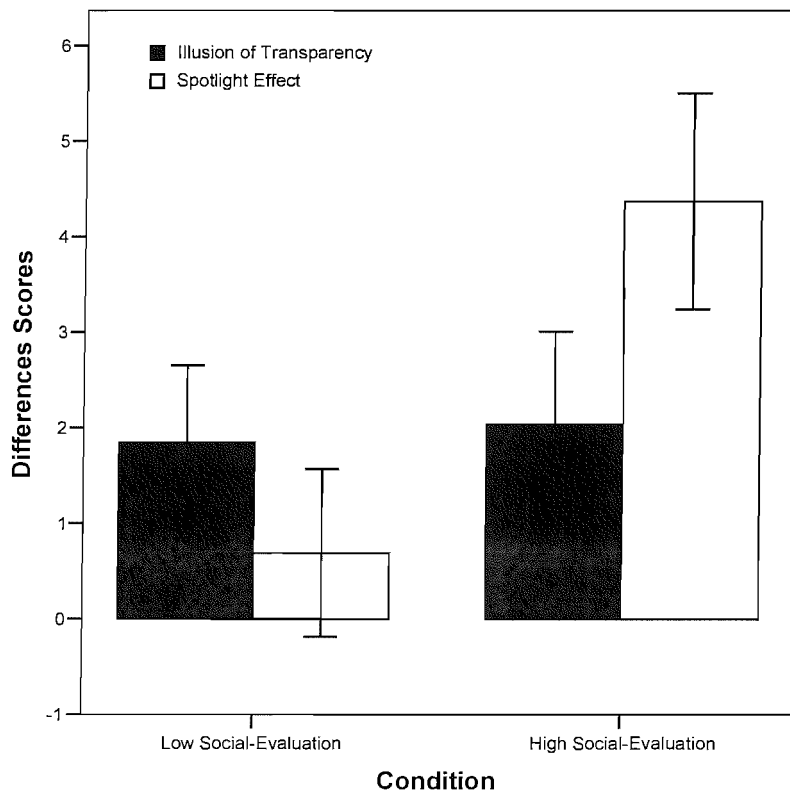 6
5
4
3
2
1
0
-1
Illusion of Transparency
Spotlight Effect
Differences Scores
Low Social-Evaluation
High Social-Evaluation
Condition